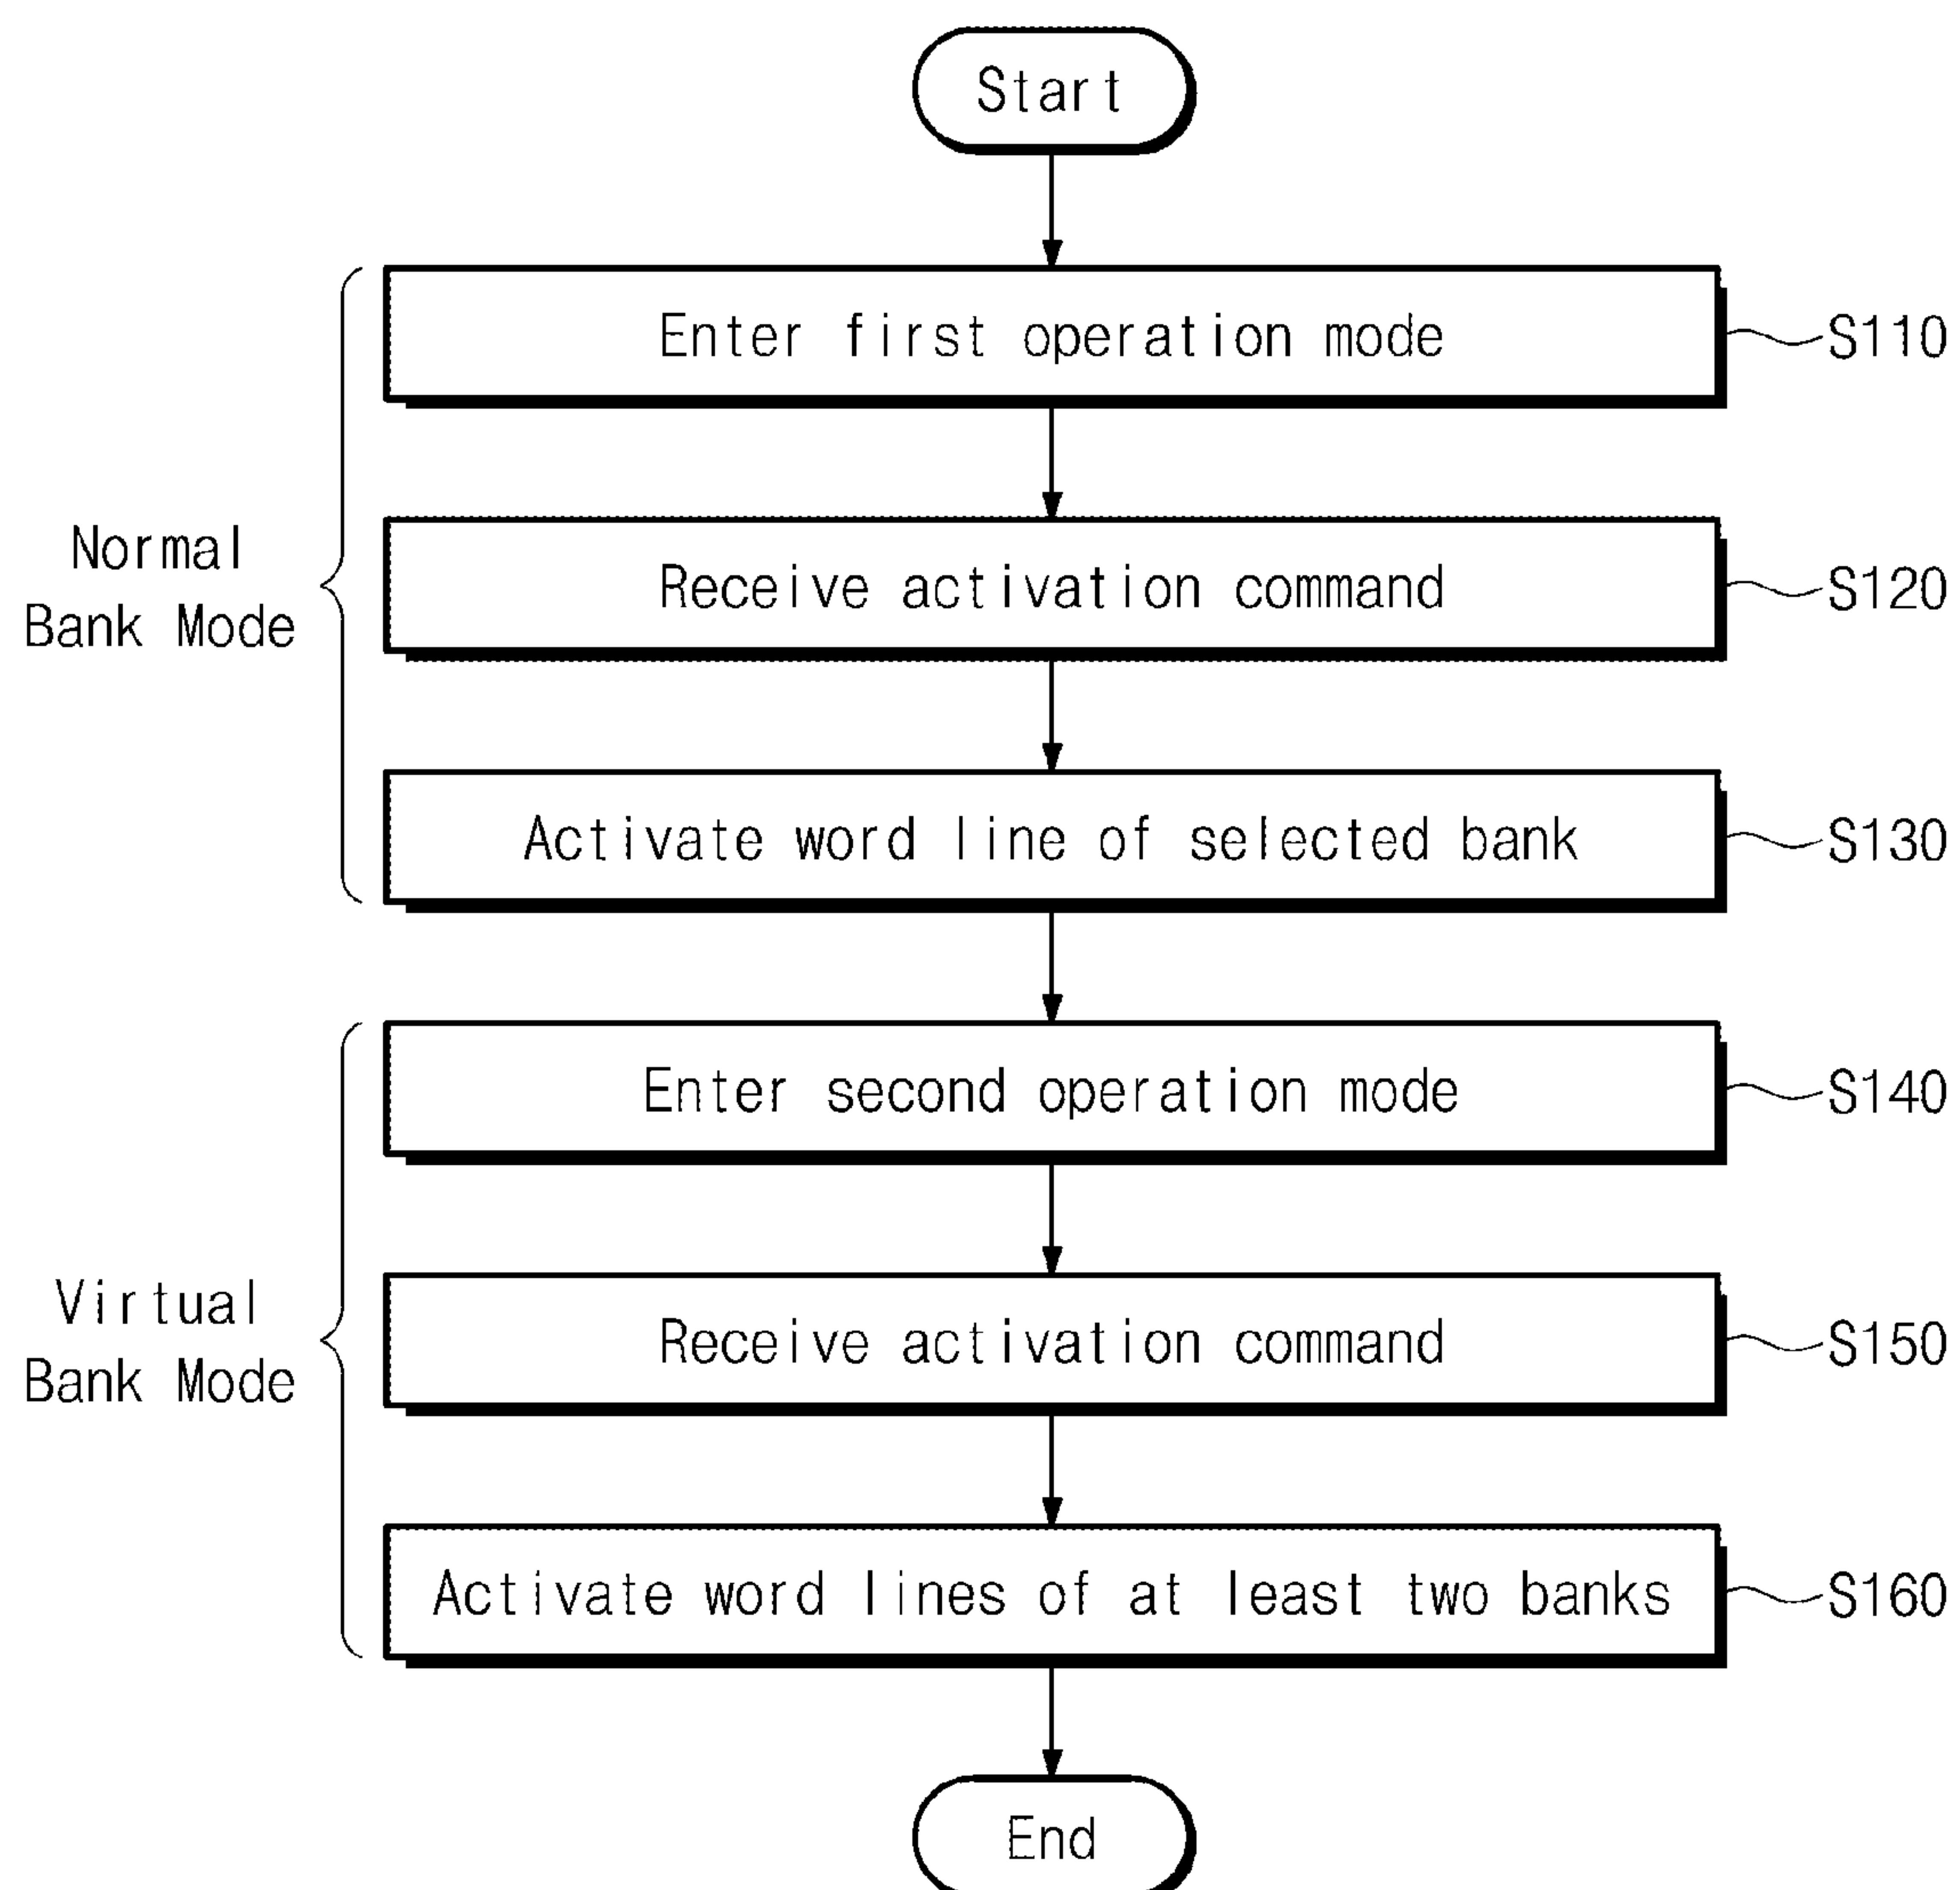 Start
Enter first operation mode
S110
Normal
Bank Mode
Receive activation command
S120
Activate word line of selected bank
S130
Enter second operation mode
S140
Virtual
Bank Mode
Receive activation command
S150
Activate word lines of at least two banks
S160
End